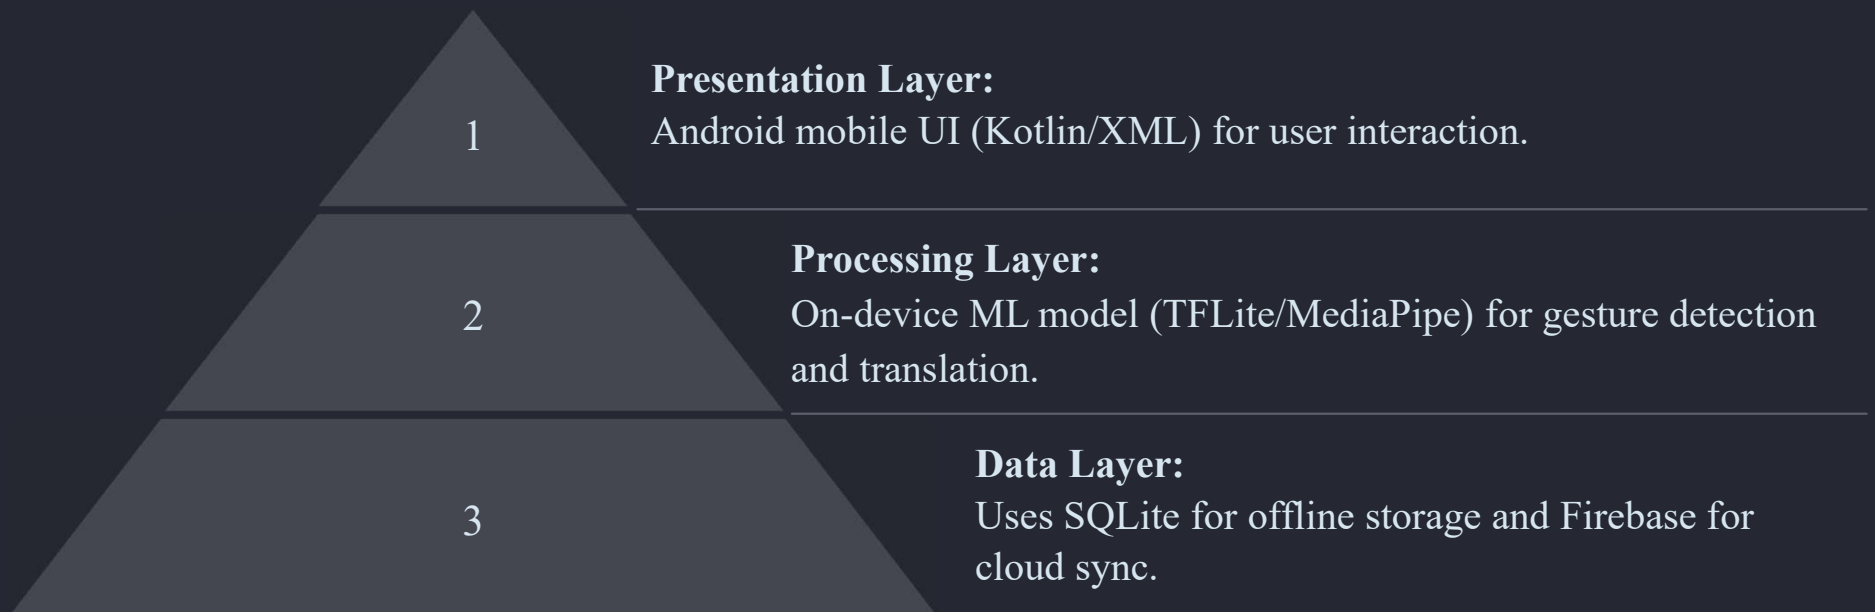 1
Presentation Layer:
Android mobile UI (Kotlin/XML) for user interaction.
2
Processing Layer:
On-device ML model (TFLite/MediaPipe) for gesture detection
and translation.
3
Data Layer:
Uses SQLite for offline storage and Firebase for
cloud sync.